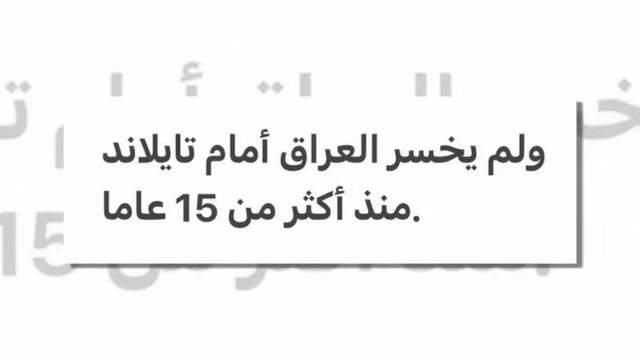 ولم يخسر العراق أمام تايلاند
.منذ أكثر من 15 عاما